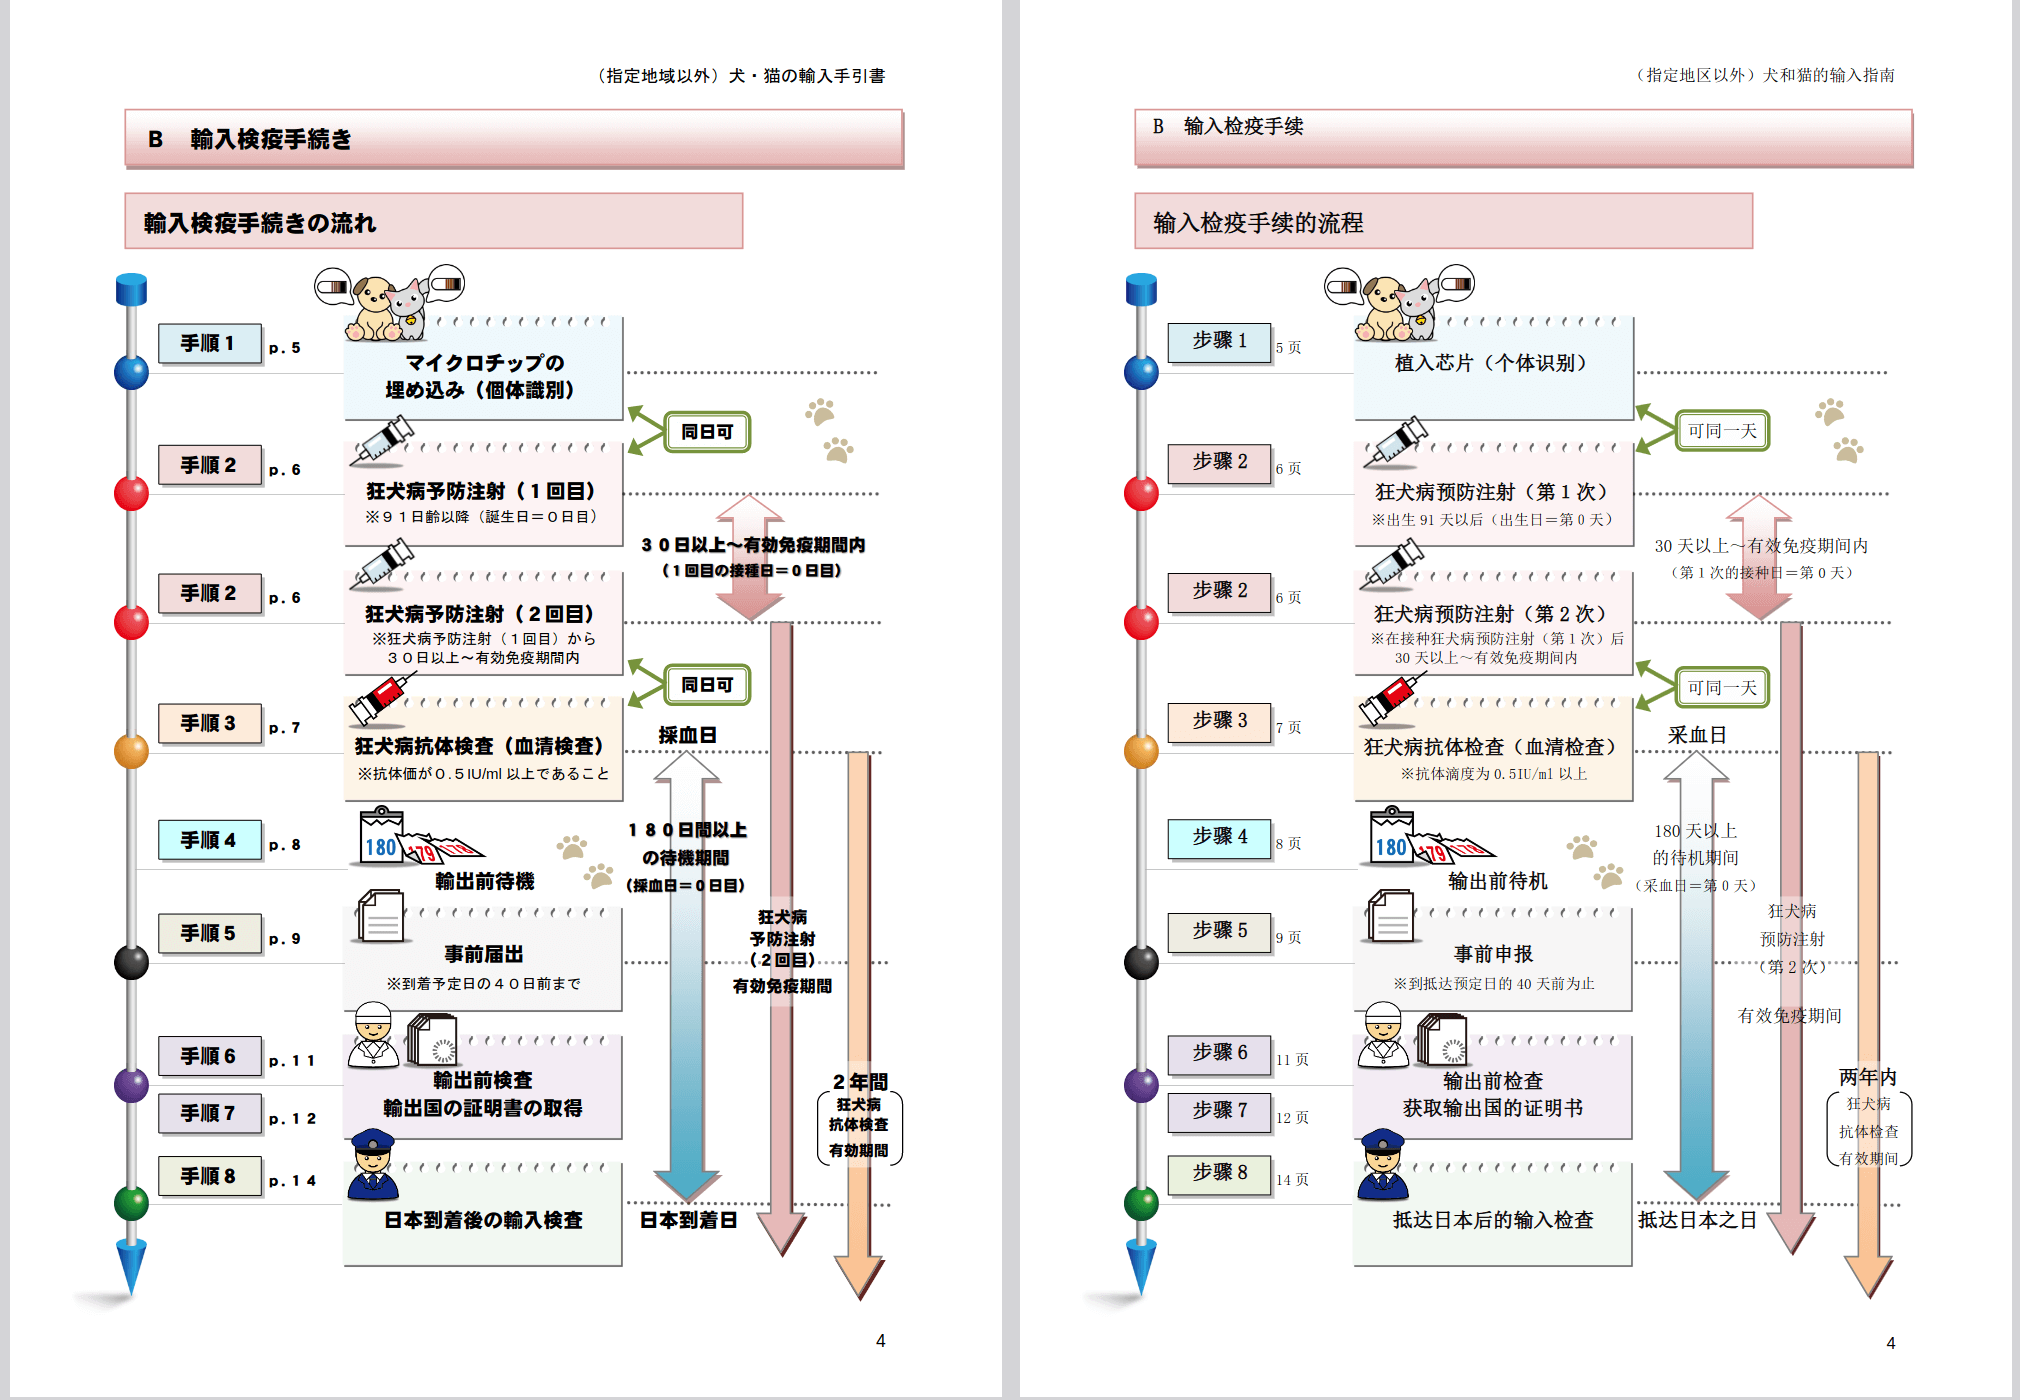 （指定地域以外）犬・猫の輸入手引書
B　輸入検疫手続き
輸入検疫手続きの流れ
手順１
p. 5
マイクロチップの
埋め込み（個体識別）
同日可
手順２
p. 6
狂犬病予防注射（１回目）
※９１日齢以降（誕生日＝０日目）
３０日以上～有効免疫期間内
（１回目の接種日＝０日目）
手順２
p. 6
狂犬病予防注射（２回目）
※狂犬病予防注射（１回目）から
３０日以上～有効免疫期間内
同日可
手順３
p. 7
採血日
狂犬病抗体検査（血清検査）
※抗体価が０.５IU/ml 以上であること
手順４
p. 8
180
179
178
輸出前待機
１８０日間以上
の待機期間
（採血日＝０日目）
手順５
p. 9
事前届出
※到着予定日の４０日前まで
狂犬病
予防注射
（２回目）
有効免疫期間
手順６
p. 1 1
輸出前検査
輸出国の証明書の取得
手順７
p. 1 2
２年間
狂犬病
抗体検査
有効期間
手順８
p. 1 4
日本到着後の輸入検査
日本到着日
4
（指定地区以外）犬和猫的输入指南
B　输入检疫手续
输入检疫手续的流程
步骤 1
5 页
植入芯片（个体识别）
可同一天
步骤 2
6 页
狂犬病预防注射（第 1 次）
※出生 91 天以后（出生日＝第 0 天）
30 天以上～有效免疫期间内
（第 1 次的接种日＝第 0 天）
步骤 2
6 页
狂犬病预防注射（第 2 次）
※在接种狂犬病预防注射（第 1 次）后
30 天以上～有效免疫期间内
可同一天
步骤 3
7 页
采血日
狂犬病抗体检查（血清检查）
※抗体滴度为 0.5IU/ml 以上
步骤 4
8 页
180
179
178
输出前待机
180 天以上
的待机期间
（采血日＝第 0 天）
步骤 5
9 页
事前申报
※到抵达预定日的 40 天前为止
狂犬病
预防注射
（第 2 次）
有效免疫期间
步骤 6
11 页
输出前检查
获取输出国的证明书
步骤 7
12 页
两年内
狂犬病
抗体检查
有效期间
步骤 8
14 页
抵达日本后的输入检查
抵达日本之日
4